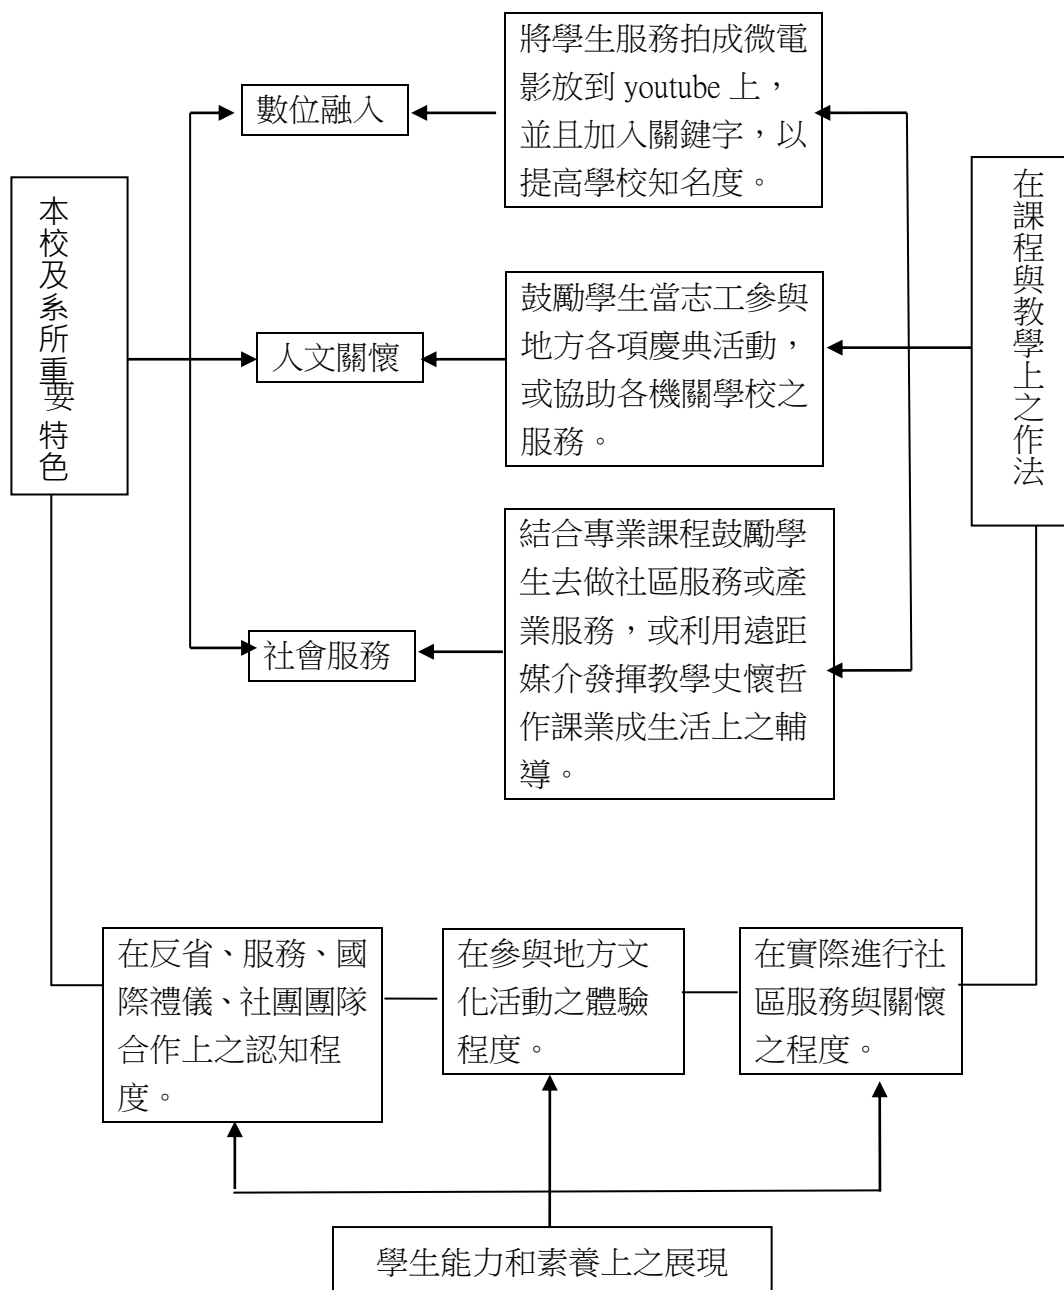 將學生服務拍成微電
影放到 youtube 上，
並且加入關鍵字，以
提高學校知名度。
數位融入
本校及系所重要特色
在課程與教學上之作法
鼓勵學生當志工參與
地方各項慶典活動，
或協助各機關學校之
服務。
人文關懷
結合專業課程鼓勵學
生去做社區服務或產
業服務，或利用遠距
媒介發揮教學史懷哲
作課業成生活上之輔
導。
社會服務
在反省、服務、國
際禮儀、社團團隊
合作上之認知程
度。
在參與地方文
化活動之體驗
程度。
在實際進行社
區服務與關懷
之程度。
學生能力和素養上之展現